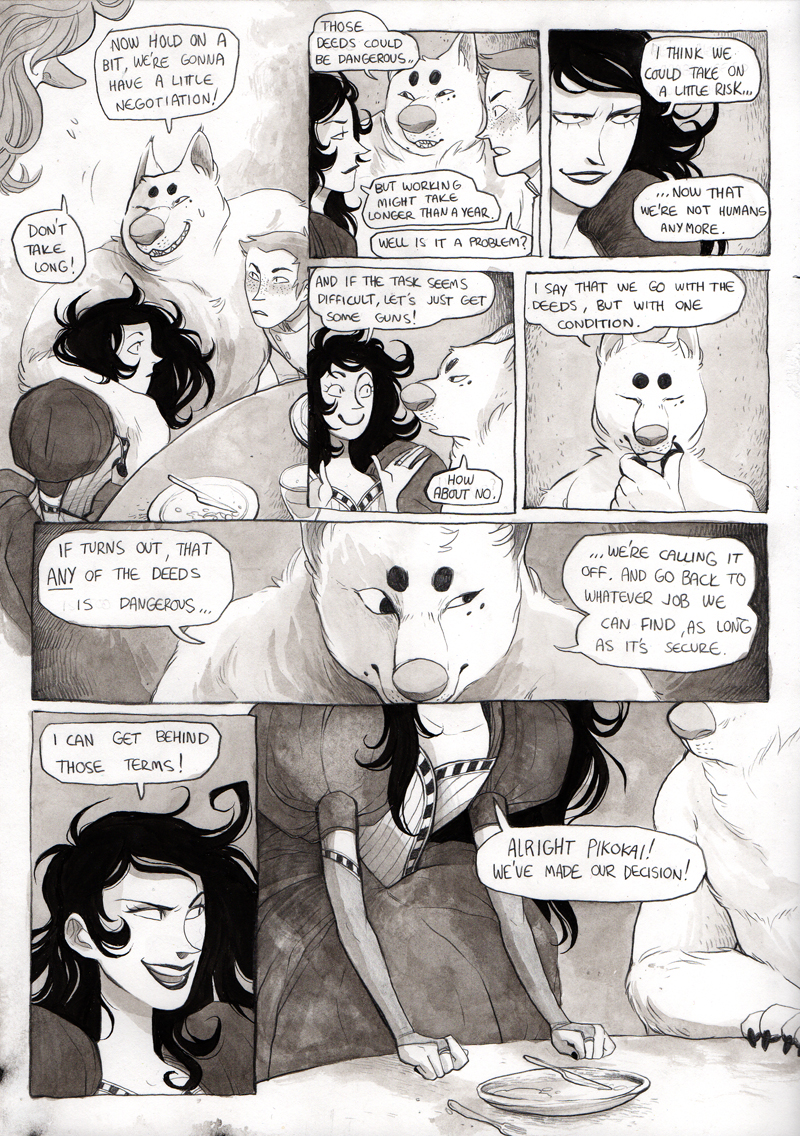 NOW HOLD ON A
BIT, WE'RE GONNA
HAVE A LITTLE
NEGOTIATION!
DON'T
TAKE
LONG!
THOSE
DEEDS COULD
BE DANGEROUS..
BUT WORKING
MIGHT TAKE
LONGER THAN A YEAR.
WELL IS IT A PROBLEM?
I THINK WE
COULD TAKE ON
A LITTLE RISK...
...NOW THAT
WE'RE NOT HUMANS
ANYMORE.
AND IF THE TASK SEEMS
DIFFICULT, LET'S JUST GET
SOME GUNS!
HOW
ABOUT NO.
I SAY THAT WE GO WITH THE
DEEDS, BUT WITH ONE
CONDITION.
IF TURNS OUT, THAT
ANY OF THE DEEDS
IS DANGEROUS...
...WE'RE CALLING IT
OFF. AND GO BACK TO
WHATEVER JOB WE
CAN FIND, AS LONG
AS IT'S SECURE.
I CAN GET BEHIND
THOSE TERMS!
ALRIGHT PIKOKAI!
WE'VE MADE OUR DECISION!